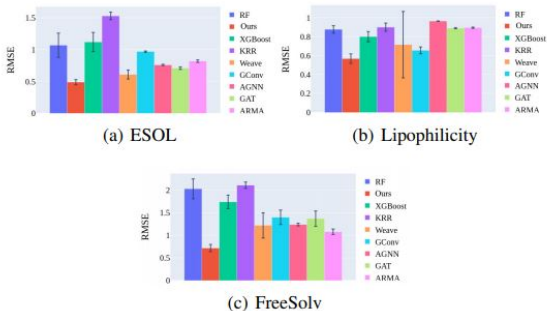 1.5
1
0.5
0
RMSE
RF
Ours
XGBoost
KRR
Weave
GConv
AGNN
GAT
ARMA
(a) ESOL
1
0.8
0.6
0.4
0.2
0
RMSE
RF
Ours
XGBoost
KRR
Weave
GConv
AGNN
GAT
ARMA
(b) Lipophilicity
2
1.5
1
0.5
0
RMSE
RF
Ours
XGBoost
KRR
Weave
GConv
AGNN
GAT
ARMA
(c) FreeSolv